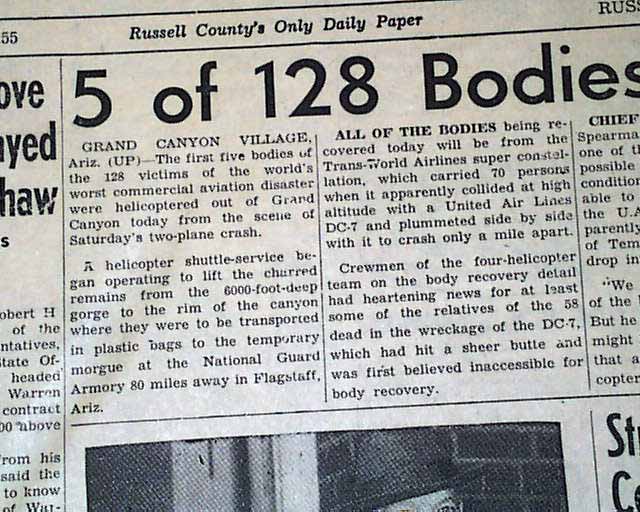 RUSS
55
Russell County's Only Daily Paper
ove
ayed
haw
s
obert H
of the
ntatives,
tate Of-
headed
Warren
contract
00 above
rom his
said the
to know
of War-
5 of 128 Bodies
GRAND CANYON VILLAGE,
Ariz. (UP)—The first five bodies of
the 128 victims of the world's
worst commercial aviation disaster
were helicoptered out of Grand
Canyon today from the scene of
Saturday's two-plane crash.
A helicopter shuttle-service be-
gan operating to lift the churred
remains from the 6000-foot-deep
gorge to the rim of the canyon
where they were to be transported
in plastic bags to the temporary
morgue at the National Guard
Armory 80 miles away in Flagstaff,
Ariz.
ALL OF THE BODIES being re-
covered today will be from the
Trans-World Airlines super constel-
lation, which carried 70 persons
when it apparently collided at high
altitude with a United Air Lines
DC-7 and plummeted side by side
with it to crash only a mile apart.
Crewmen of the four-helicopter
team on the body recovery detail
had heartening news for at least
some of the relatives of the 58
dead in the wreckage of the DC-7,
which had hit a sheer butte and
was first believed inaccessible for
body recovery.
CHIEF
Spearma
one of th
possible
conditio
able to
the U.A
parently
of Tem
drop in
"We
of the
But he
might
that a
copter
St
Co